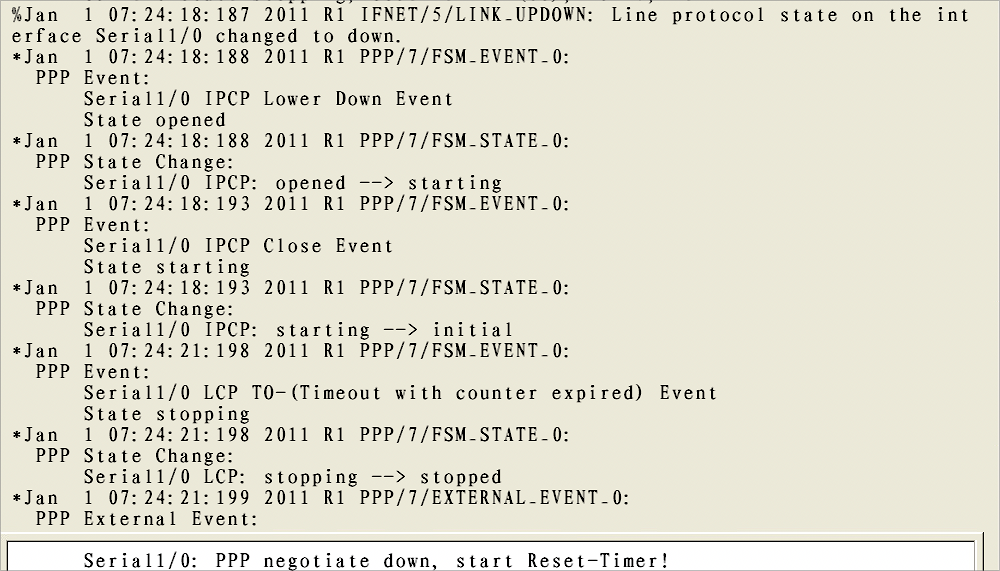 %Jan  1 07:24:18:187 2011 R1 IFNET/5/LINK_UPDOWN: Line protocol state on the int
erface Serial1/0 changed to down.
*Jan  1 07:24:18:188 2011 R1 PPP/7/FSM_EVENT_0:
  PPP Event:
      Serial1/0 IPCP Lower Down Event
      State opened
*Jan  1 07:24:18:188 2011 R1 PPP/7/FSM_STATE_0:
  PPP State Change:
      Serial1/0 IPCP: opened --> starting
*Jan  1 07:24:18:193 2011 R1 PPP/7/FSM_EVENT_0:
  PPP Event:
      Serial1/0 IPCP Close Event
      State starting
*Jan  1 07:24:18:193 2011 R1 PPP/7/FSM_STATE_0:
  PPP State Change:
      Serial1/0 IPCP: starting --> initial
*Jan  1 07:24:21:198 2011 R1 PPP/7/FSM_EVENT_0:
  PPP Event:
      Serial1/0 LCP TO-(Timeout with counter expired) Event
      State stopping
*Jan  1 07:24:21:198 2011 R1 PPP/7/FSM_STATE_0:
  PPP State Change:
      Serial1/0 LCP: stopping --> stopped
*Jan  1 07:24:21:199 2011 R1 PPP/7/EXTERNAL_EVENT_0:
  PPP External Event:
      Serial1/0: PPP negotiate down, start Reset-Timer!